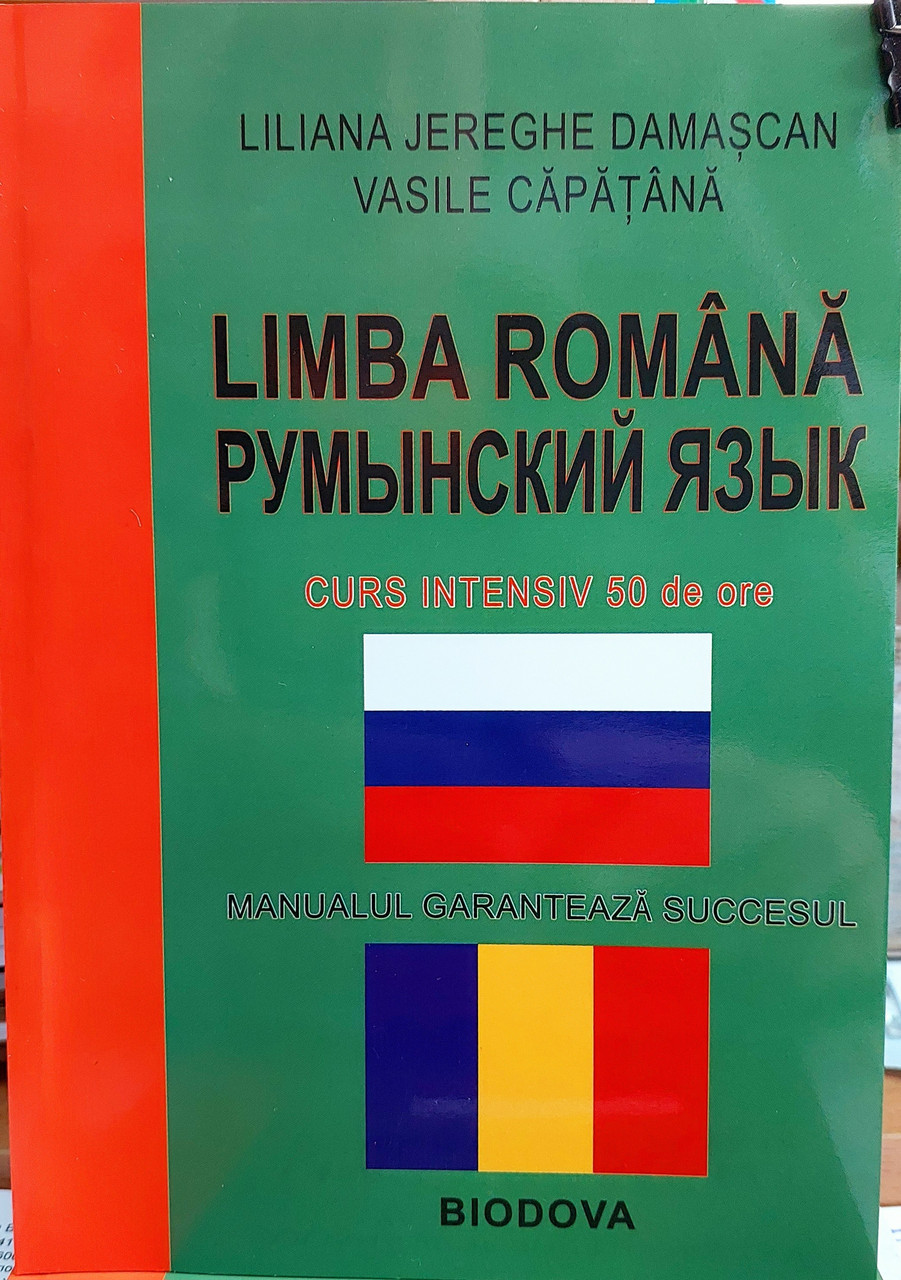 LILIANA JEREGHE DAMAȘCAN
VASILE CĂPĂȚÂNĂ
LIMBA ROMÂNĂ
РУМЫНСКИЙ ЯЗЫК
CURS INTENSIV 50 de ore
MANUALUL GARANTEAZĂ SUCCESUL
BIODOVA